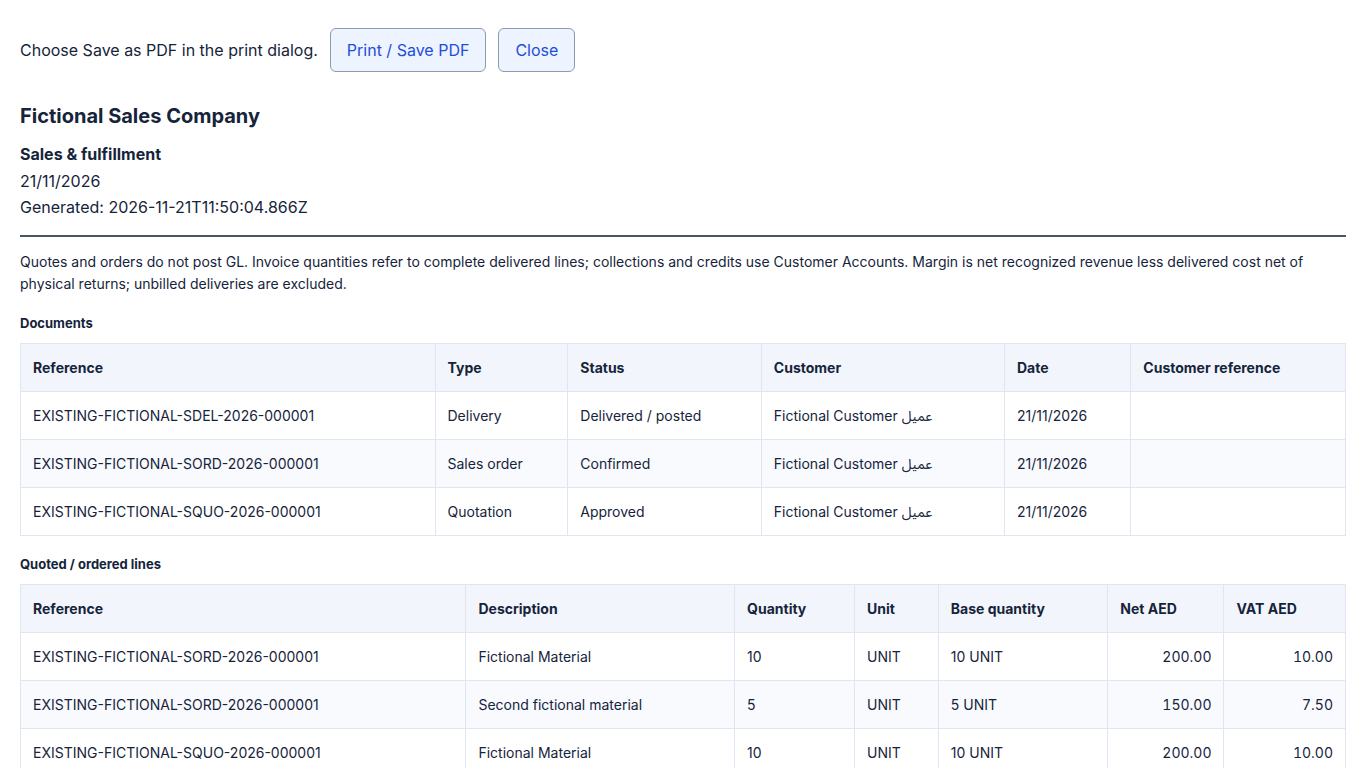 Choose Save as PDF in the print dialog. Print / Save PDF Close
Fictional Sales Company
Sales & fulfillment
21/11/2026
Generated: 2026-11-21T11:50:04.866Z
Quotes and orders do not post GL. Invoice quantities refer to complete delivered lines; collections and credits use Customer Accounts. Margin is net recognized revenue less delivered cost net of
physical returns; unbilled deliveries are excluded.
Documents
Reference Type Status Customer Date Customer reference
EXISTING-FICTIONAL-SDEL-2026-000001 Delivery Delivered / posted Fictional Customer عميل 21/11/2026
EXISTING-FICTIONAL-SORD-2026-000001 Sales order Confirmed Fictional Customer عميل 21/11/2026
EXISTING-FICTIONAL-SQUO-2026-000001 Quotation Approved Fictional Customer عميل 21/11/2026
Quoted / ordered lines
Reference Description Quantity Unit Base quantity Net AED VAT AED
EXISTING-FICTIONAL-SORD-2026-000001 Fictional Material 10 UNIT 10 UNIT 200.00 10.00
EXISTING-FICTIONAL-SORD-2026-000001 Second fictional material 5 UNIT 5 UNIT 150.00 7.50
EXISTING-FICTIONAL-SQUO-2026-000001 Fictional Material 10 UNIT 10 UNIT 200.00 10.00